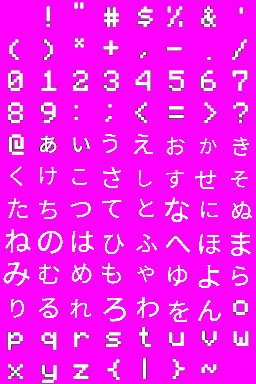 ! " # $ % & '
( ) * + , - . /
0 1 2 3 4 5 6 7
8 9 : ; < = > ?
@ あ い う え お か き
く け こ さ し す せ そ
た ち つ て と な に ぬ
ね の は ひ ふ へ ほ ま
み む め も や ゆ よ ら
り る れ ろ わ を ん o
p q r s t u v w
x y z { | } ~